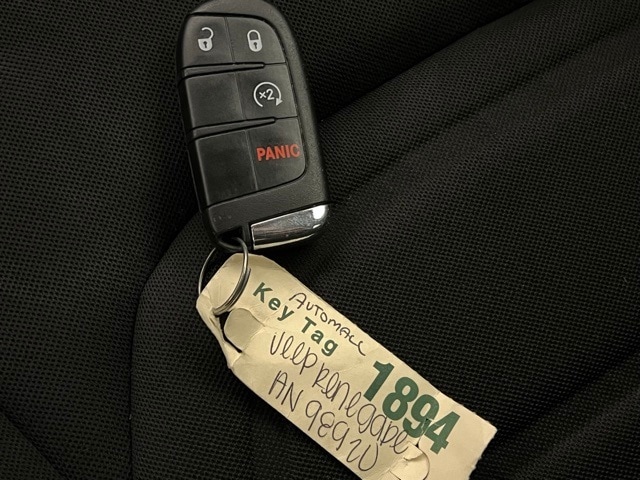 x2
PANIC
AUTOMALL
Key Tag
1894
Jeep Renegade
AN 98920